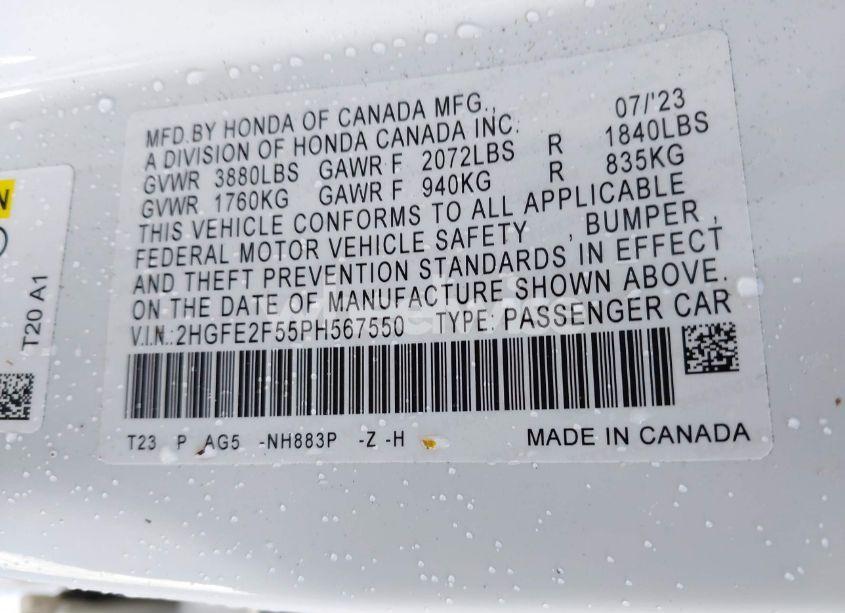 MFD.BY HONDA OF CANADA MFG., 07/'23
A DIVISION OF HONDA CANADA INC.
GVWR 3880LBS GAWR F 2072LBS R 1840LBS
GVWR 1760KG GAWR F 940KG R 835KG
THIS VEHICLE CONFORMS TO ALL APPLICABLE
FEDERAL MOTOR VEHICLE SAFETY , BUMPER ,
AND THEFT PREVENTION STANDARDS IN EFFECT
ON THE DATE OF MANUFACTURE SHOWN ABOVE.
V.I.N.:2HGFE2F55PH567550 TYPE: PASSENGER CAR
T23 P AG5 -NH883P -Z -H MADE IN CANADA
N
T20 A1